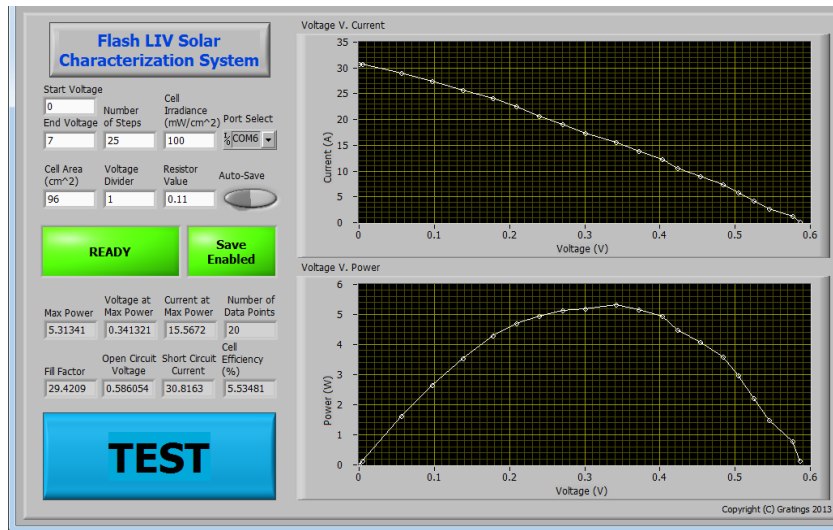 Flash LIV Solar
Characterization System
Start Voltage
0
End Voltage
7
Number
of Steps
25
Cell
Irradiance
(mW/cm^2)
100
Port Select
COM6
Cell Area
(cm^2)
96
Voltage
Divider
1
Resistor
Value
0.11
Auto-Save
READY
Save
Enabled
Max Power
5.31341
Voltage at
Max Power
0.341321
Current at
Max Power
15.5672
Number of
Data Points
20
Fill Factor
29.4209
Open Circuit
Voltage
0.586054
Short Circuit
Current
30.8163
Cell
Efficiency
(%)
5.53481
TEST
Voltage V. Current
Current (A)
35
30
25
20
15
10
5
0
0 0.1 0.2 0.3 0.4 0.5 0.6
Voltage (V)
Voltage V. Power
Power (W)
6
5
4
3
2
1
0
0 0.1 0.2 0.3 0.4 0.5 0.6
Voltage (V)
Copyright (C) Gratings 2013